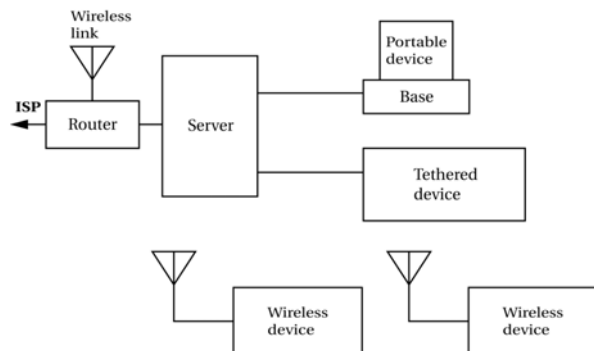 Wireless
link
ISP
Router
Server
Portable
device
Base
Tethered
device
Wireless
device
Wireless
device